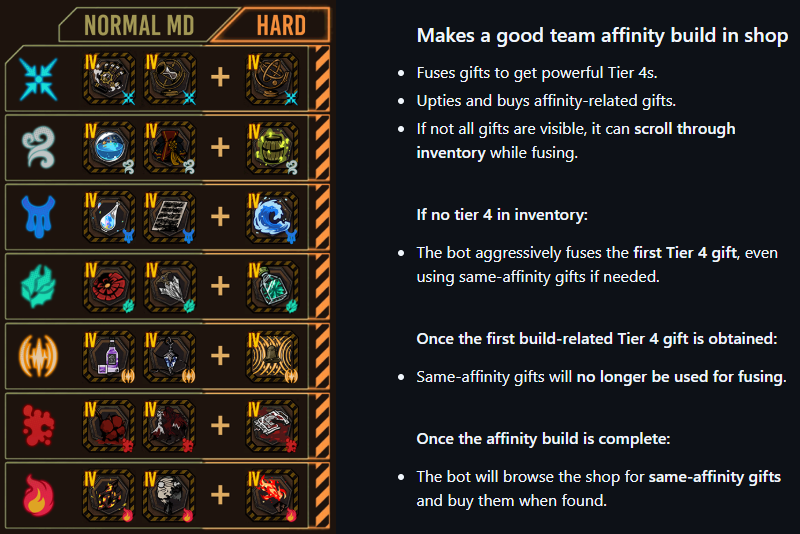 NORMAL MD
HARD
IV IV + IV
IV IV + IV
IV IV + IV
IV IV + IV
IV IV + IV
IV IV + IV
IV IV + IV
Makes a good team affinity build in shop
• Fuses gifts to get powerful Tier 4s.
• Upties and buys affinity-related gifts.
• If not all gifts are visible, it can scroll through
inventory while fusing.
If no tier 4 in inventory:
• The bot aggressively fuses the first Tier 4 gift, even
using same-affinity gifts if needed.
Once the first build-related Tier 4 gift is obtained:
• Same-affinity gifts will no longer be used for fusing.
Once the affinity build is complete:
• The bot will browse the shop for same-affinity gifts
and buy them when found.